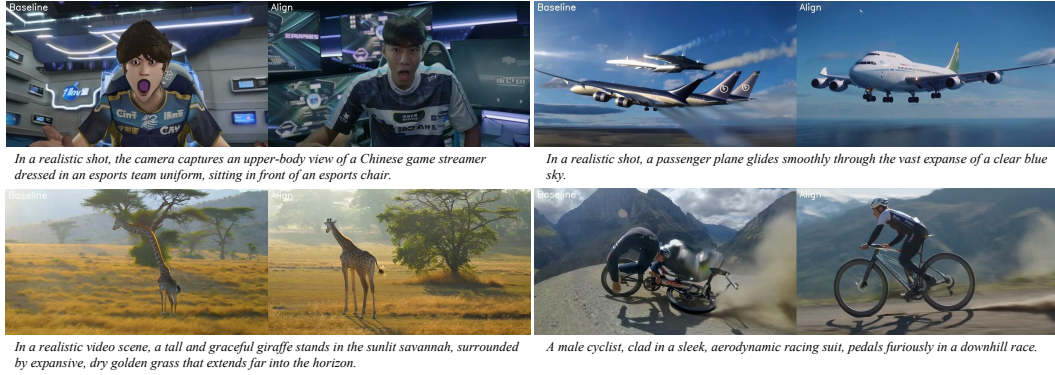 Baseline
Align
In a realistic shot, the camera captures an upper-body view of a Chinese game streamer
dressed in an esports team uniform, sitting in front of an esports chair.
Baseline
Align
In a realistic shot, a passenger plane glides smoothly through the vast expanse of a clear blue
sky.
Baseline
Align
In a realistic video scene, a tall and graceful giraffe stands in the sunlit savannah, surrounded
by expansive, dry golden grass that extends far into the horizon.
Baseline
Align
A male cyclist, clad in a sleek, aerodynamic racing suit, pedals furiously in a downhill race.